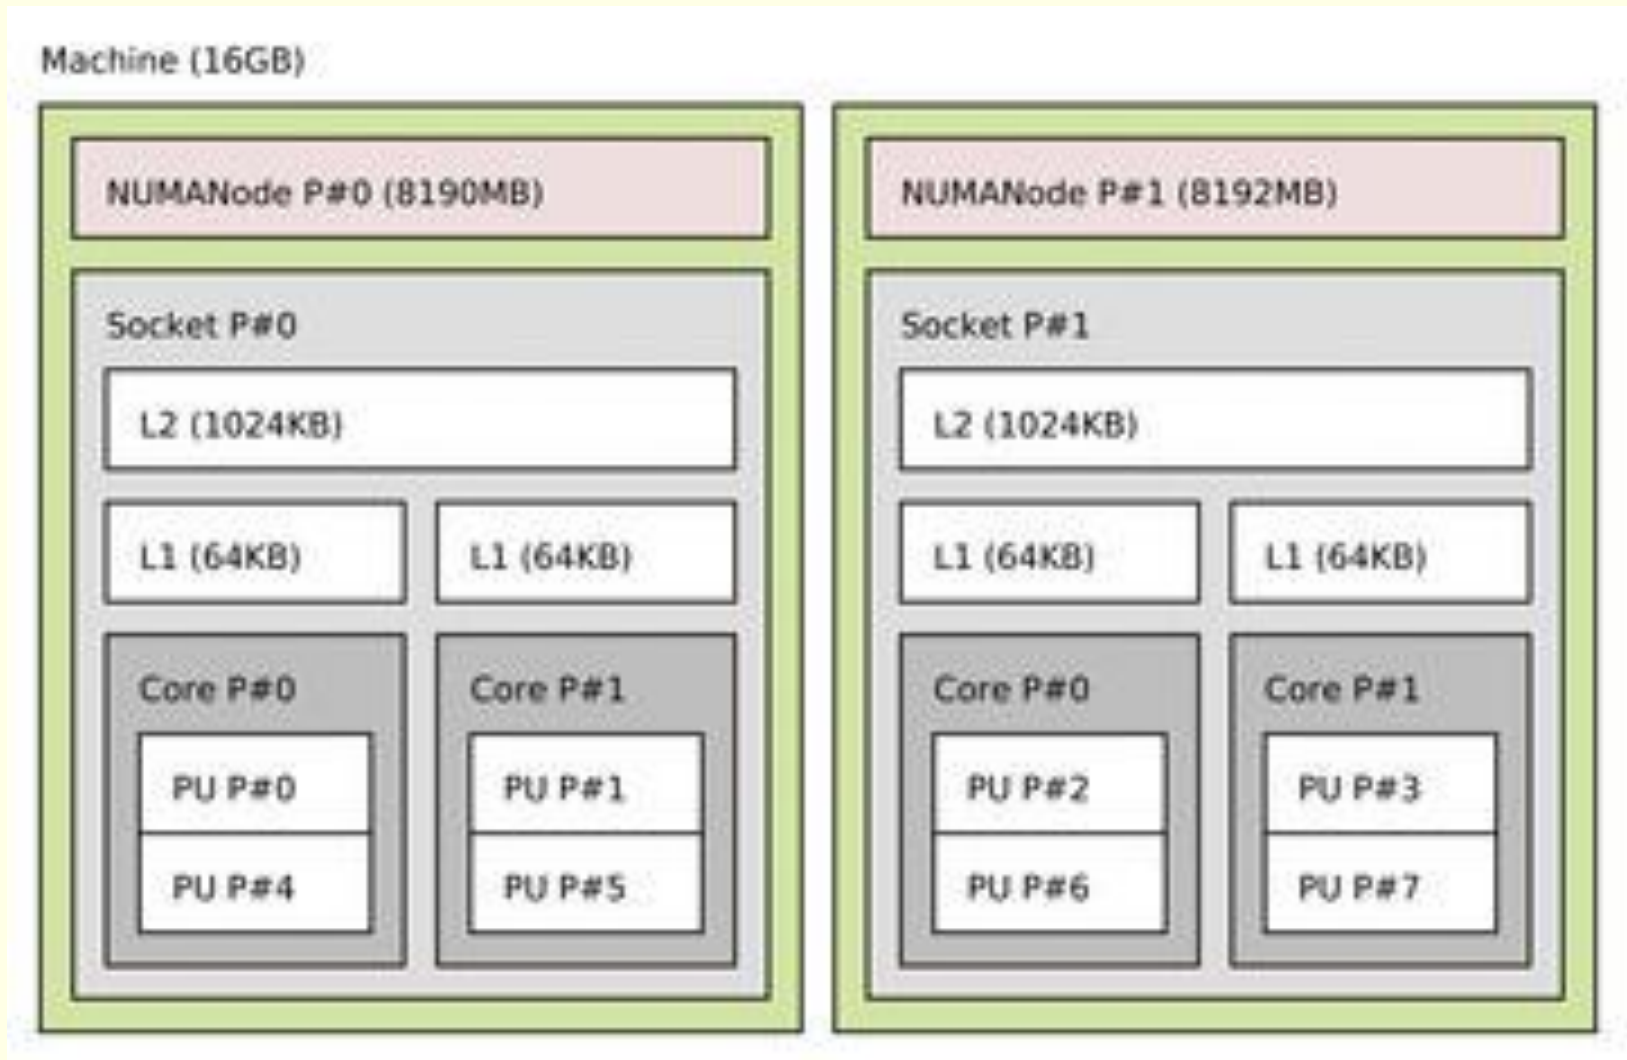 Machine (16GB)
NUMANode P#0 (8190MB)
NUMANode P#1 (8192MB)
Socket P#0
Socket P#1
L2 (1024KB)
L2 (1024KB)
L1 (64KB)
L1 (64KB)
L1 (64KB)
L1 (64KB)
Core P#0
Core P#1
Core P#0
Core P#1
PU P#0
PU P#1
PU P#2
PU P#3
PU P#4
PU P#5
PU P#6
PU P#7